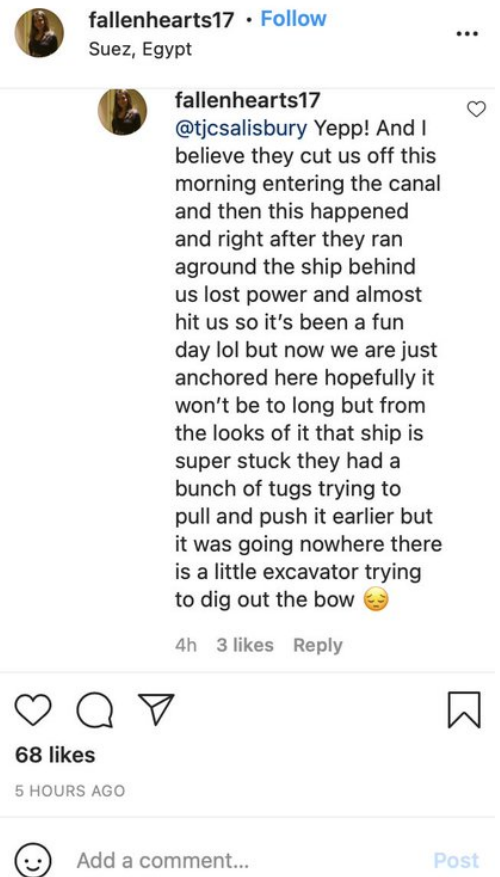 fallenhearts17 • Follow
Suez, Egypt
fallenhearts17
@tjcsalisbury Yepp! And I
believe they cut us off this
morning entering the canal
and then this happened
and right after they ran
aground the ship behind
us lost power and almost
hit us so it’s been a fun
day lol but now we are just
anchored here hopefully it
won’t be to long but from
the looks of it that ship is
super stuck they had a
bunch of tugs trying to
pull and push it earlier but
it was going nowhere there
is a little excavator trying
to dig out the bow 😔
4h 3 likes Reply
68 likes
5 HOURS AGO
Add a comment... Post